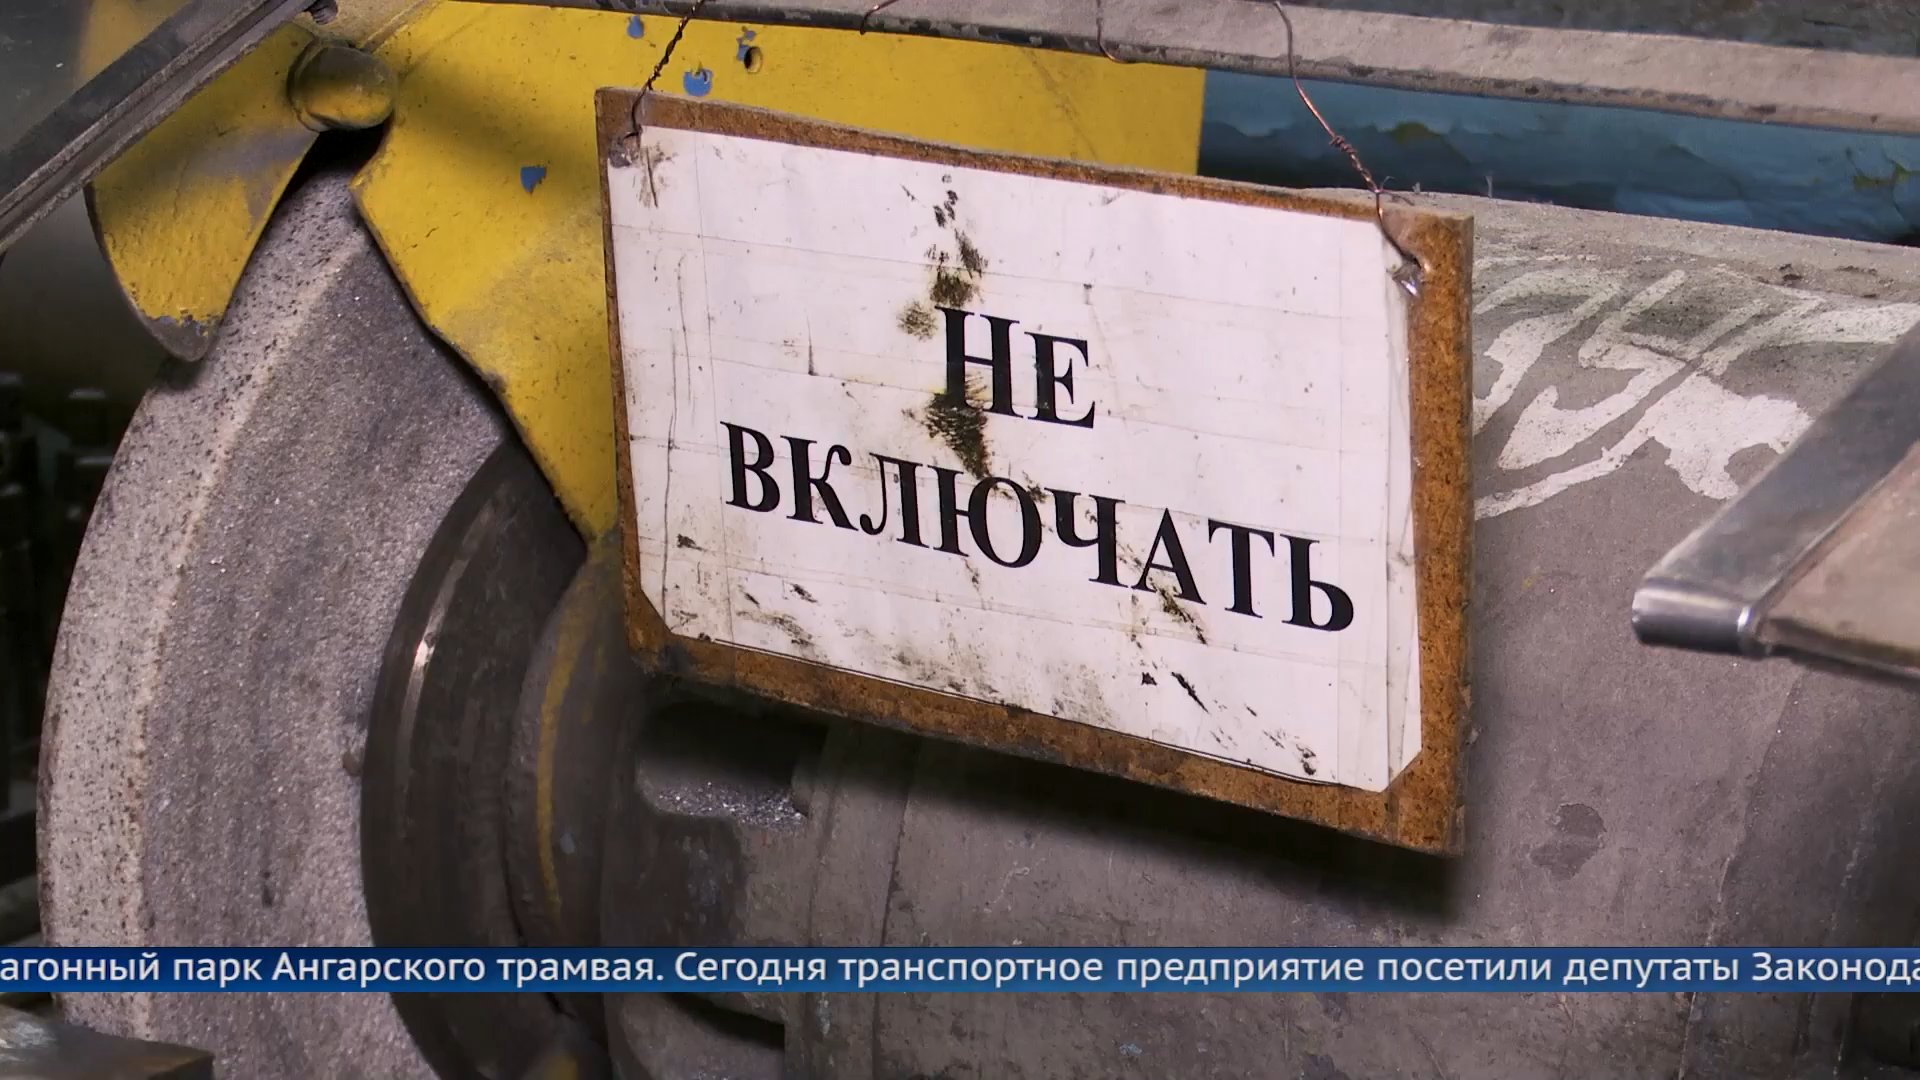 НЕ
ВКЛЮЧАТЬ
агонный парк Ангарского трамвая. Сегодня транспортное предприятие посетили депутаты Законода